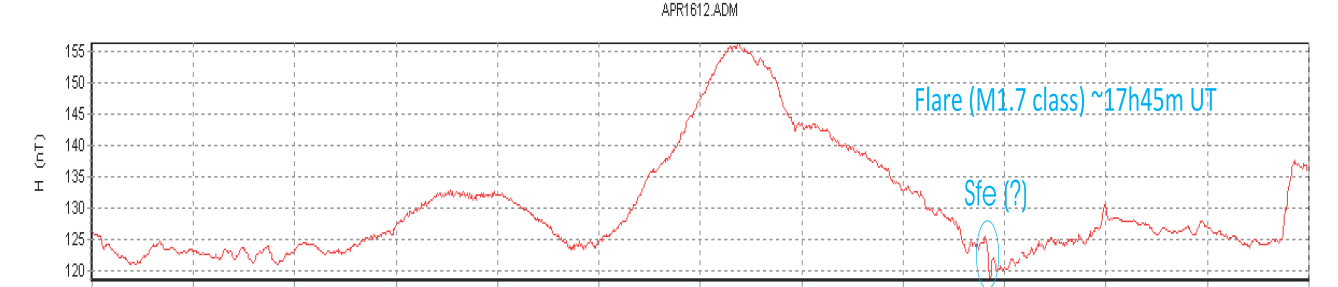 APR1612.ADM
155
150
145
140
135
130
125
120
H (nT)
Flare (M1.7 class) ~17h45m UT
Sfe (?)